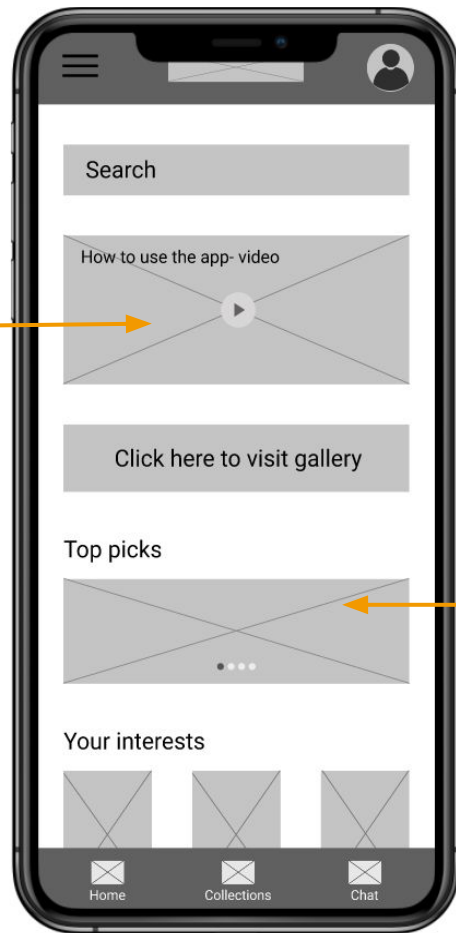 Search
How to use the app- video
Click here to visit gallery
Top picks
Your interests
Home
Collections
Chat